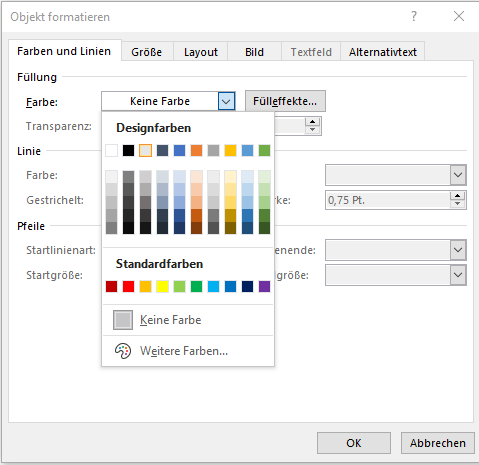 Objekt formatieren
Farben und Linien Größe Layout Bild Textfeld Alternativtext
Füllung
Farbe: Keine Farbe Fülleffekte...
Transparenz:
Designfarben
Linie
Farbe:
Gestrichelt: rke: 0,75 Pt.
Pfeile
Startlinienart: enende:
Standardfarben
Startgröße: größe:
Keine Farbe
Weitere Farben...
OK Abbrechen